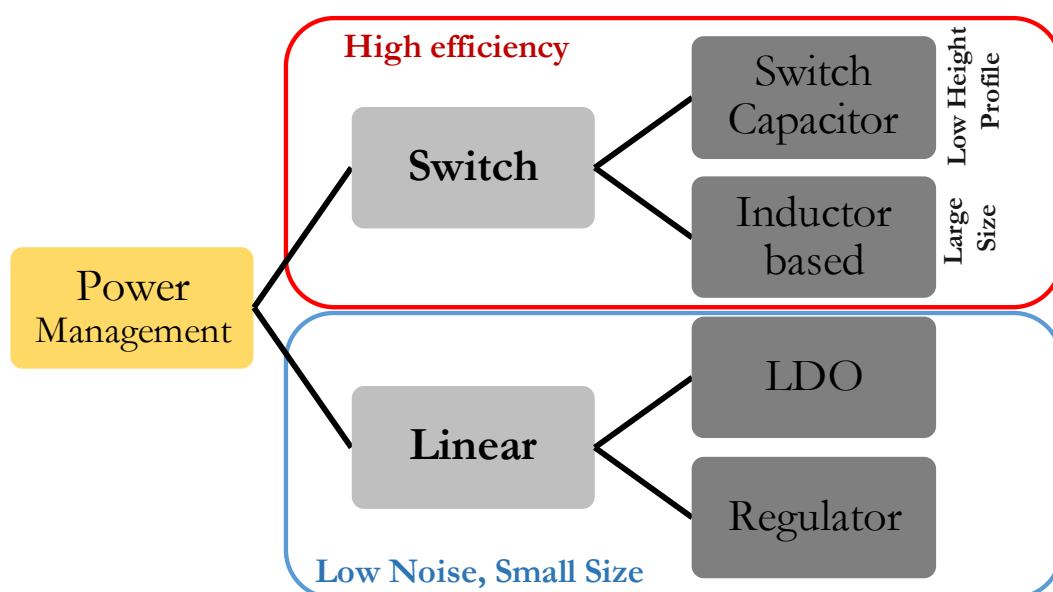 High efficiency
Switch
Capacitor
Low Height
Profile
Switch
Inductor
based
Large
Size
Power
Management
LDO
Linear
Regulator
Low Noise, Small Size